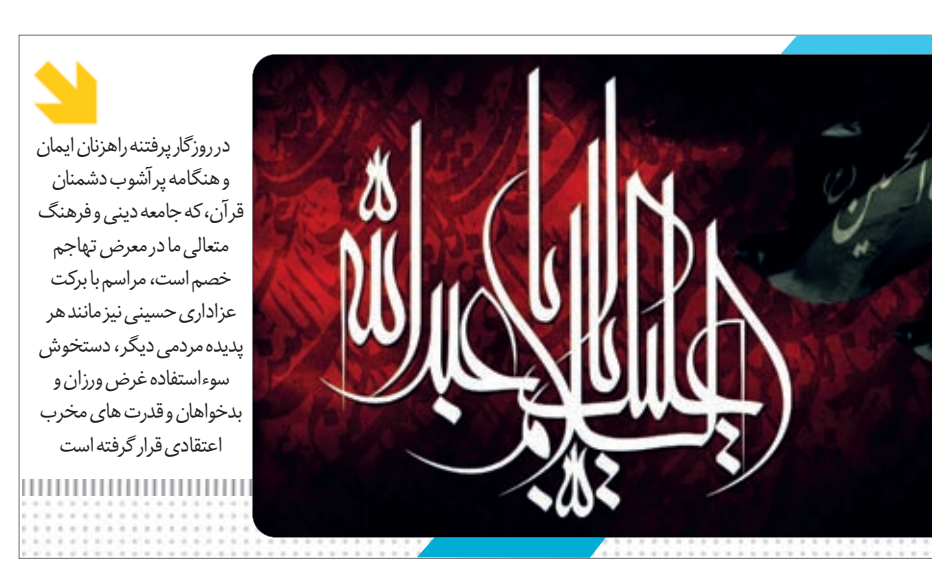 در روزگار پرفتنه راهزنان ایمان
و هنگامه پرآشوب دشمنان
قرآن، که جامعه دینی و فرهنگ
متعالی ما در معرض تهاجم
خصم است، مراسم با برکت
عزاداری حسینی نیز مانند هر
پدیده مردمی دیگر، دستخوش
سوءاستفاده غرض ورزان و
بدخواهان و قدرت های مخرب
اعتقادی قرار گرفته است
السلام علیک یا ابا عبدالله